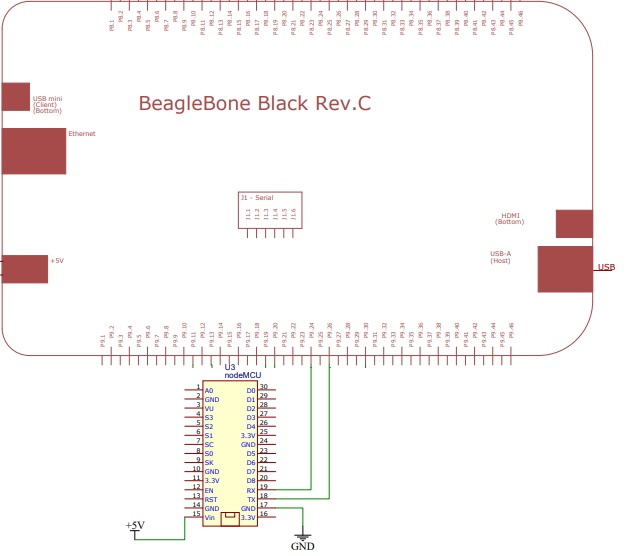 P8.1 P8.2 P8.3 P8.4 P8.5 P8.6 P8.7 P8.8 P8.9 P8.10 P8.11 P8.12 P8.13 P8.14 P8.15 P8.16 P8.17 P8.18 P8.19 P8.20 P8.21 P8.22 P8.23 P8.24 P8.25 P8.26 P8.27 P8.28 P8.29 P8.30 P8.31 P8.32 P8.33 P8.34 P8.35 P8.36 P8.37 P8.38 P8.39 P8.40 P8.41 P8.42 P8.43 P8.44 P8.45 P8.46
USB mini
(Client)
(Bottom)
BeagleBone Black Rev.C
Ethernet
J1 - Serial
J1.1 J1.2 J1.3 J1.4 J1.5 J1.6
HDMI
(Bottom)
USB-A
(Host)
USB
+5V
P9.1 P9.2 P9.3 P9.4 P9.5 P9.6 P9.7 P9.8 P9.9 P9.10 P9.11 P9.12 P9.13 P9.14 P9.15 P9.16 P9.17 P9.18 P9.19 P9.20 P9.21 P9.22 P9.23 P9.24 P9.25 P9.26 P9.27 P9.28 P9.29 P9.30 P9.31 P9.32 P9.33 P9.34 P9.35 P9.36 P9.37 P9.38 P9.39 P9.40 P9.41 P9.42 P9.43 P9.44 P9.45 P9.46
U3
nodeMCU
1 A0 D0 30
2 GND D1 29
3 VU D2 28
4 S3 D3 27
5 S2 D4 26
6 S1 3.3V 25
7 SC GND 24
8 S0 D5 23
9 SK D6 22
10 GND D7 21
11 3.3V D8 20
12 EN RX 19
13 RST TX 18
14 GND GND 17
15 Vin 3.3V 16
+5V
GND